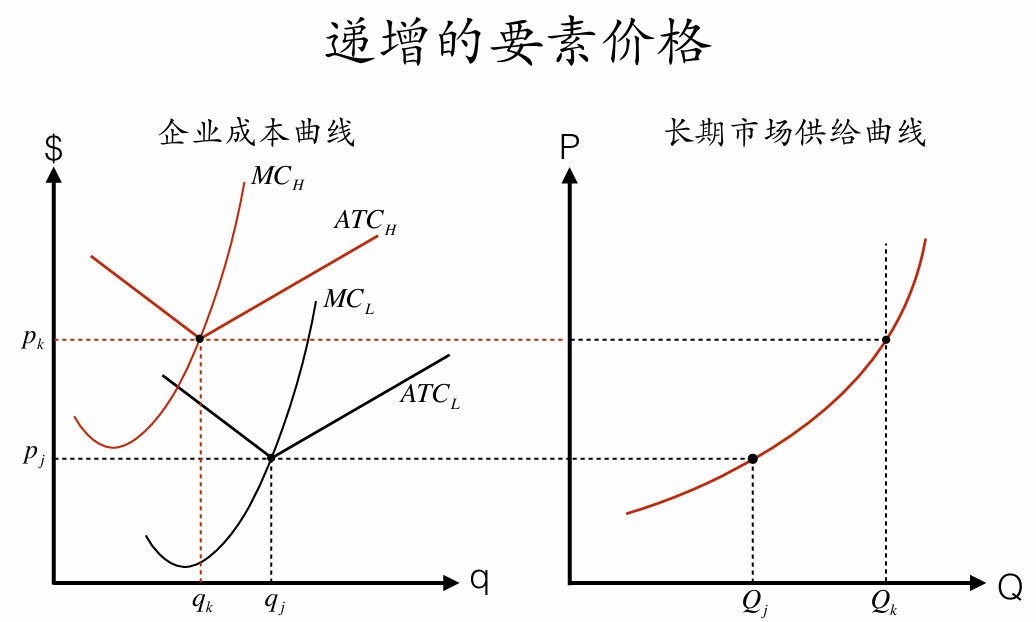 递增的要素价格
企业成本曲线
长期市场供给曲线
$
P
MC_H
ATC_H
MC_L
p_k
ATC_L
p_j
q
Q
q_k
q_j
Q_j
Q_k